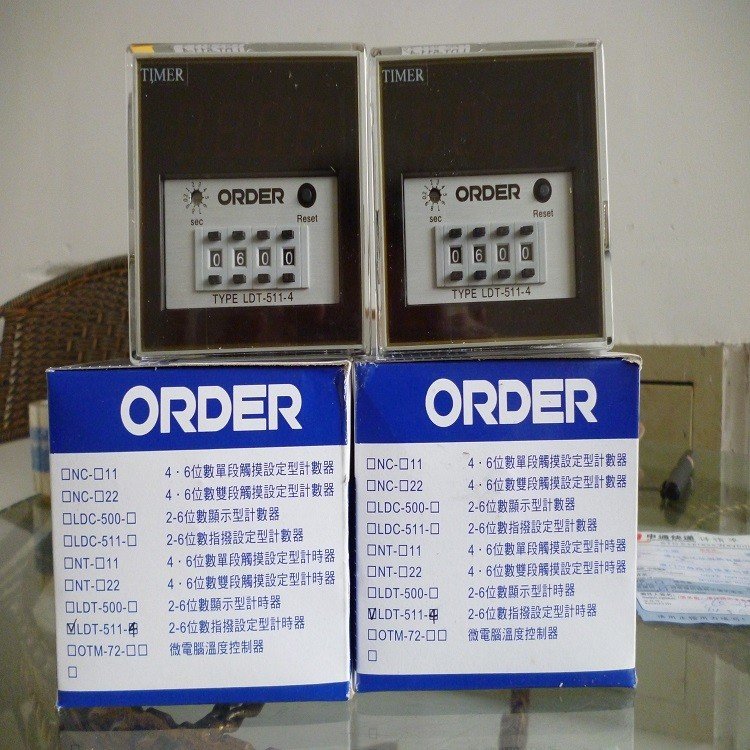 TIMER
ORDER
sec
Reset
0600
TYPE LDT-511-4
TIMER
ORDER
sec
Reset
0600
TYPE LDT-511-4
ORDER
□NC-□11 4・6位數單段觸摸設定型計數器
□NC-□22 4・6位數雙段觸摸設定型計數器
□LDC-500-□ 2-6位數顯示型計數器
□LDC-511-□ 2-6位數指撥設定型計數器
□NT-□11 4・6位數單段觸摸設定型計時器
□NT-□22 4・6位數雙段觸摸設定型計時器
□LDT-500-□ 2-6位數顯示型計時器
☑LDT-511-4 2-6位數指撥設定型計時器
□OTM-72-□□ 微電腦溫度控制器
□
ORDER
□NC-□11 4・6位數單段觸摸設定型計數器
□NC-□22 4・6位數雙段觸摸設定型計數器
□LDC-500-□ 2-6位數顯示型計數器
□LDC-511-□ 2-6位數指撥設定型計數器
□NT-□11 4・6位數單段觸摸設定型計時器
□NT-□22 4・6位數雙段觸摸設定型計時器
□LDT-500-□ 2-6位數顯示型計時器
☑LDT-511-4 2-6位數指撥設定型計時器
□OTM-72-□□ 微電腦溫度控制器
□
申通快遞